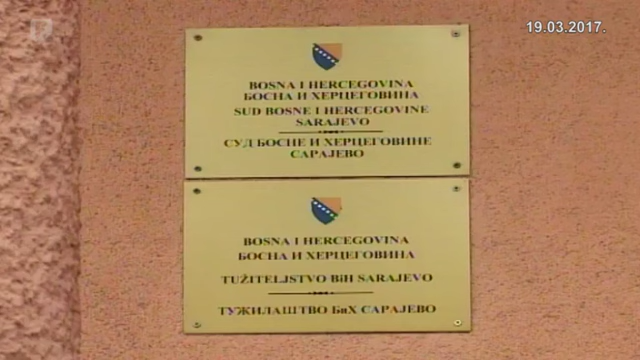 19.03.2017.
BOSNA I HERCEGOVINA
БОСНА И ХЕРЦЕГОВИНА
SUD BOSNE I HERCEGOVINE
SARAJEVO
СУД БОСНЕ И ХЕРЦЕГОВИНЕ
САРАЈЕВО
BOSNA I HERCEGOVINA
БОСНА И ХЕРЦЕГОВИНА
TUŽITELJSTVO BiH SARAJEVO
ТУЖИЛАШТВО БиХ САРАЈЕВО